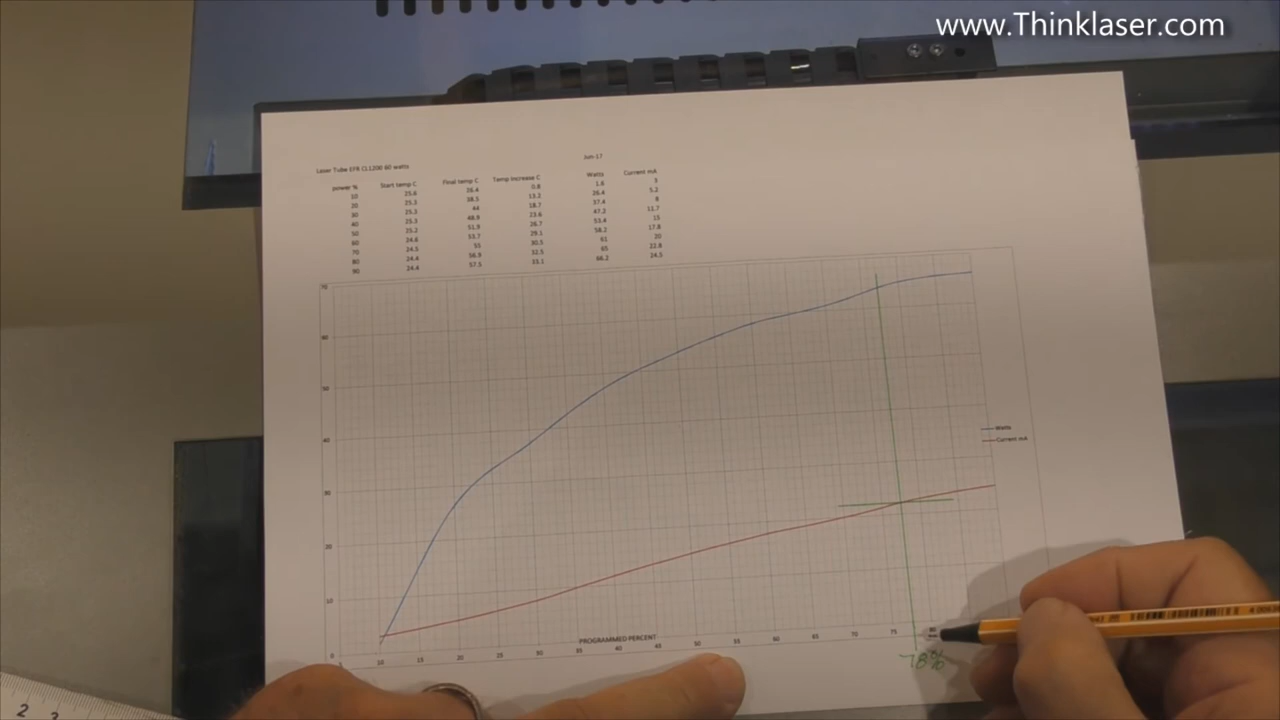 www.Thinklaser.com
Jun-17
Laser Tube EFR CL1200 60 watts
power % Start temp C Final temp C Temp increase C Watts Current mA
10 25.6 26.4 0.8 1.6 3
20 25.3 38.5 13.2 26.4 5.2
30 25.3 44 18.7 37.4 8
40 25.3 48.9 23.6 47.2 11.7
50 25.2 51.9 26.7 53.4 15
60 24.6 53.7 29.1 58.2 17.8
70 24.5 55 30.5 61 20
80 24.4 56.9 32.5 65 22.8
90 24.4 57.5 33.1 66.2 24.5
70
60
50
40
30
20
10
0
Watts
Current mA
PROGRAMMED PERCENT
5 10 15 20 25 30 35 40 45 50 55 60 65 70 75 80
78%
2 3